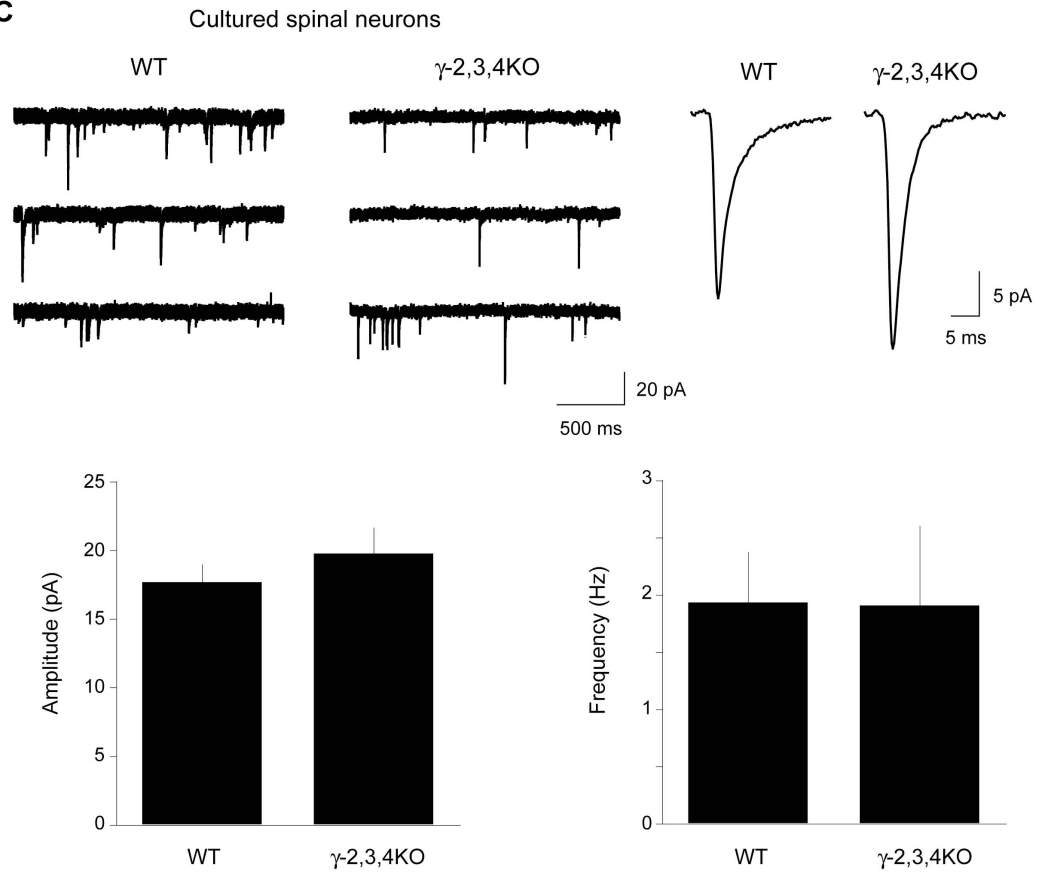 C
Cultured spinal neurons
WT
γ-2,3,4KO
WT
γ-2,3,4KO
5 pA
5 ms
20 pA
500 ms
25
20
15
10
5
0
Amplitude (pA)
WT
γ-2,3,4KO
3
2
1
0
Frequency (Hz)
WT
γ-2,3,4KO